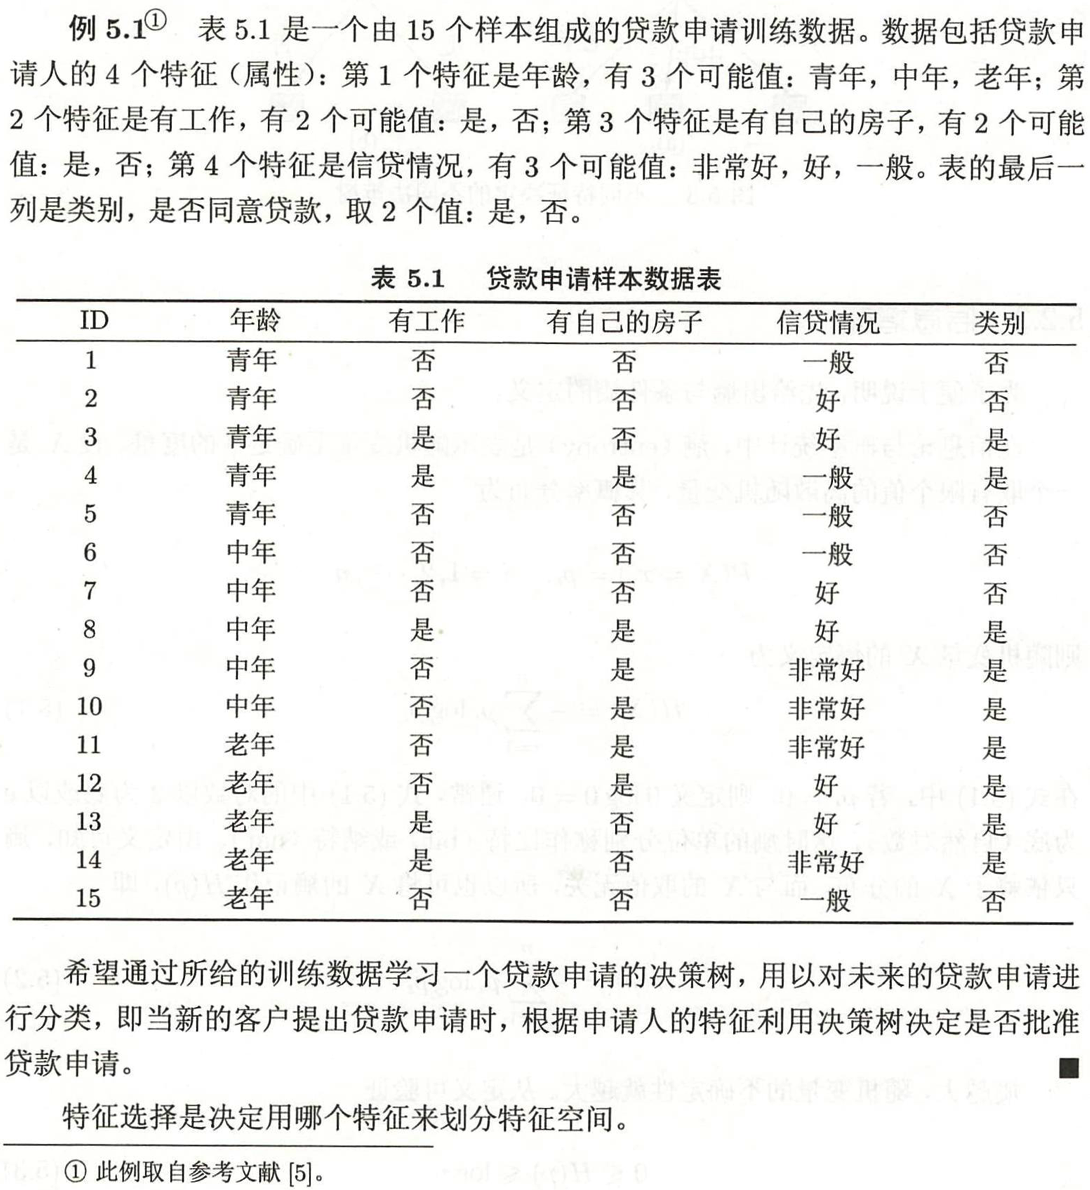 例 5.1① 表 5.1 是一个由 15 个样本组成的贷款申请训练数据。数据包括贷款申
请人的 4 个特征（属性）：第 1 个特征是年龄，有 3 个可能值：青年，中年，老年；第
2 个特征是有工作，有 2 个可能值：是，否；第 3 个特征是有自己的房子，有 2 个可能
值：是，否；第 4 个特征是信贷情况，有 3 个可能值：非常好，好，一般。表的最后一
列是类别，是否同意贷款，取 2 个值：是，否。
表 5.1 贷款申请样本数据表
ID 年龄 有工作 有自己的房子 信贷情况 类别
1 青年 否 否 一般 否
2 青年 否 否 好 否
3 青年 是 否 好 是
4 青年 是 是 一般 是
5 青年 否 否 一般 否
6 中年 否 否 一般 否
7 中年 否 否 好 否
8 中年 是 是 好 是
9 中年 否 是 非常好 是
10 中年 否 是 非常好 是
11 老年 否 是 非常好 是
12 老年 否 是 好 是
13 老年 是 否 好 是
14 老年 是 否 非常好 是
15 老年 否 否 一般 否
希望通过所给的训练数据学习一个贷款申请的决策树，用以对未来的贷款申请进
行分类，即当新的客户提出贷款申请时，根据申请人的特征利用决策树决定是否批准
贷款申请。 ■
特征选择是决定用哪个特征来划分特征空间。
① 此例取自参考文献 [5]。